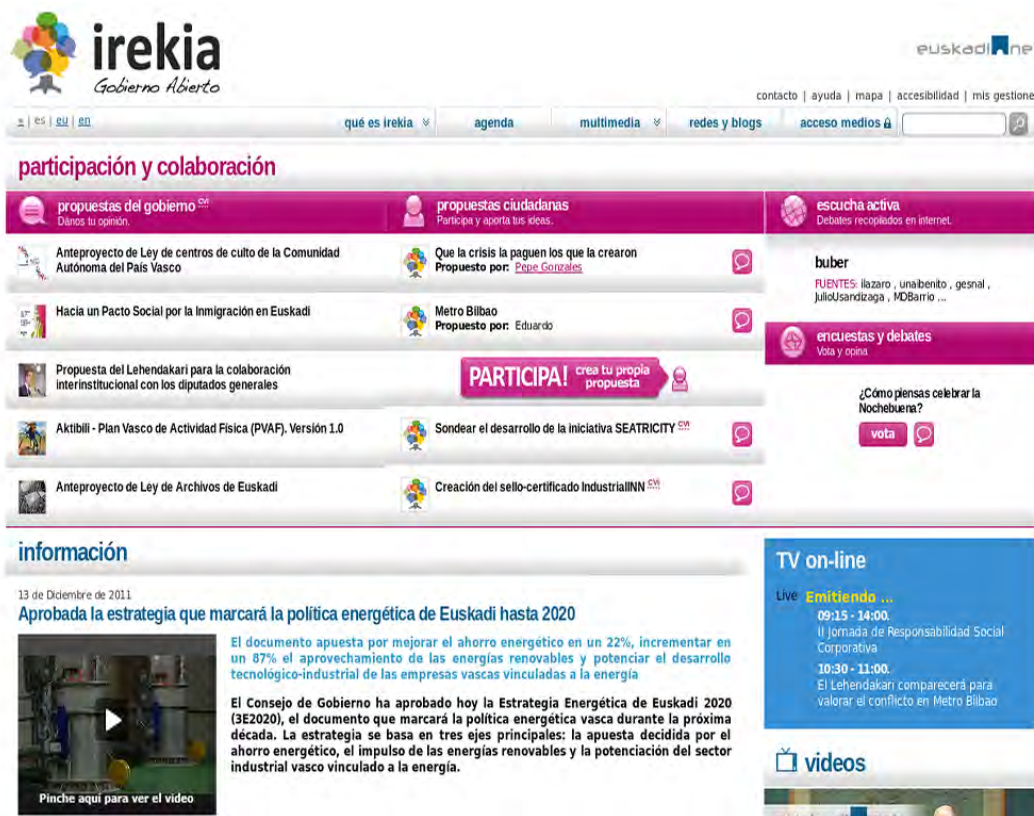 irekia
Gobierno Abierto
euskadi ne
contacto | ayuda | mapa | accesibilidad | mis gestione
es | eu | en
qué es irekia
agenda
multimedia
redes y blogs
acceso medios
participación y colaboración
propuestas del gobierno
Dános tu opinión.
Anteproyecto de Ley de centros de culto de la Comunidad
Autónoma del País Vasco
Hacia un Pacto Social por la Inmigración en Euskadi
Propuesta del Lehendakari para la colaboración
interinstitucional con los diputados generales
Aktibili - Plan Vasco de Actividad Física (PVAF). Versión 1.0
Anteproyecto de Ley de Archivos de Euskadi
propuestas ciudadanas
Participa y aporta tus ideas.
Que la crisis la paguen los que la crearon
Propuesto por: Pepe Gonzales
Metro Bilbao
Propuesto por: Eduardo
PARTICIPA! crea tu propia
propuesta
Sondear el desarrollo de la iniciativa SEATRICITY
Creación del sello-certificado IndustrialINN
escucha activa
Debates recopilados en internet.
buber
FUENTES: ilazaro , unaibenito , gesnal ,
JulioUsandizaga , MDBarrio ...
encuestas y debates
Vota y opina
¿Cómo piensas celebrar la
Nochebuena?
vota
información
13 de Diciembre de 2011
Aprobada la estrategia que marcará la política energética de Euskadi hasta 2020
Pinche aquí para ver el video
El documento apuesta por mejorar el ahorro energético en un 22%, incrementar en
un 87% el aprovechamiento de las energías renovables y potenciar el desarrollo
tecnológico-industrial de las empresas vascas vinculadas a la energía
El Consejo de Gobierno ha aprobado hoy la Estrategia Energética de Euskadi 2020
(3E2020), el documento que marcará la política energética vasca durante la próxima
década. La estrategia se basa en tres ejes principales: la apuesta decidida por el
ahorro energético, el impulso de las energías renovables y la potenciación del sector
industrial vasco vinculado a la energía.
TV on-line
Live Emitiendo ...
09:15 - 14:00.
II Jornada de Responsabilidad Social
Corporativa
10:30 - 11:00.
El Lehendakari comparecerá para
valorar el conflicto en Metro Bilbao
videos